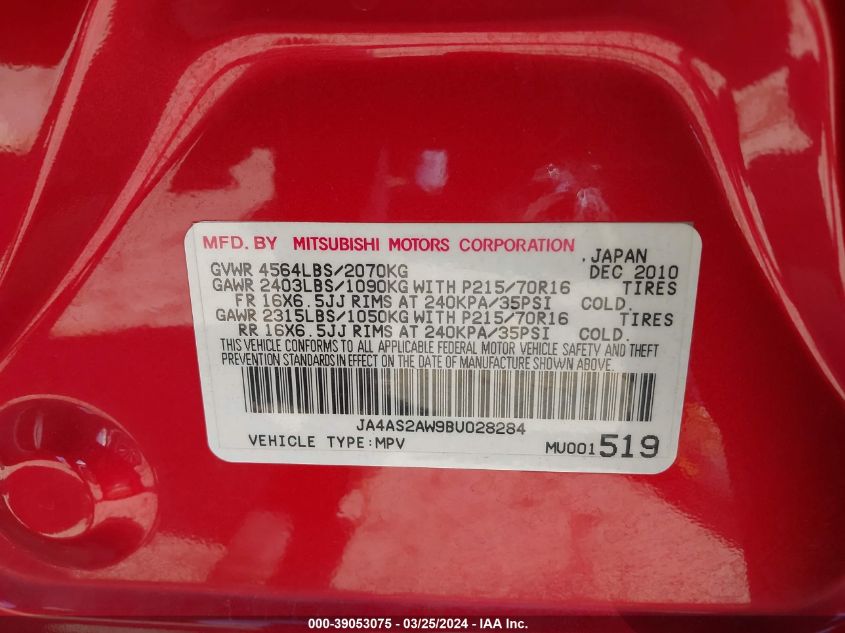 MFD. BY MITSUBISHI MOTORS CORPORATION .JAPAN
GVWR 4564LBS/2070KG DEC 2010
GAWR 2403LBS/1090KG WITH P215/70R16 TIRES
FR 16X6.5JJ RIMS AT 240KPA/35PSI COLD.
GAWR 2315LBS/1050KG WITH P215/70R16 TIRES
RR 16X6.5JJ RIMS AT 240KPA/35PSI COLD.
THIS VEHICLE CONFORMS TO ALL APPLICABLE FEDERAL MOTOR VEHICLE SAFETY AND THEFT
PREVENTION STANDARDS IN EFFECT ON THE DATE OF MANUFACTURE SHOWN ABOVE.
JA4AS2AW9BU028284
VEHICLE TYPE:MPV MU001519
000-39053075 - 03/25/2024 - IAA Inc.